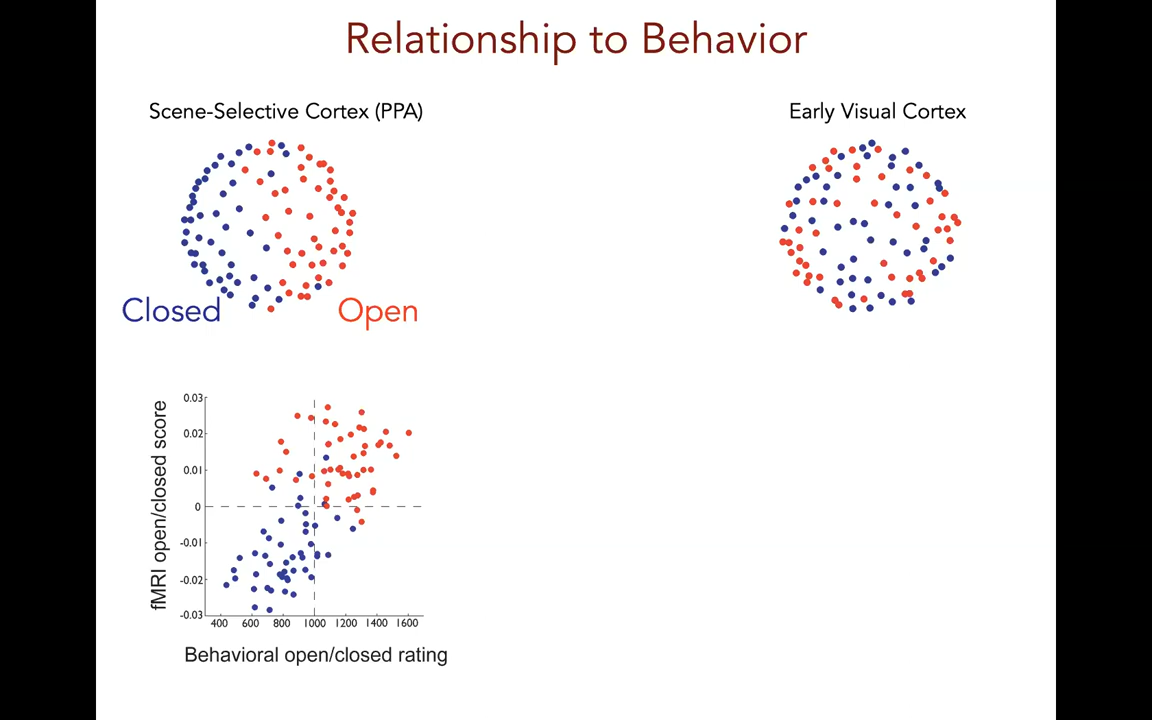 Relationship to Behavior
Scene-Selective Cortex (PPA)
Early Visual Cortex
Closed
Open
fMRI open/closed score
0.03
0.02
0.01
0
-0.01
-0.02
-0.03
400 600 800 1000 1200 1400 1600
Behavioral open/closed rating